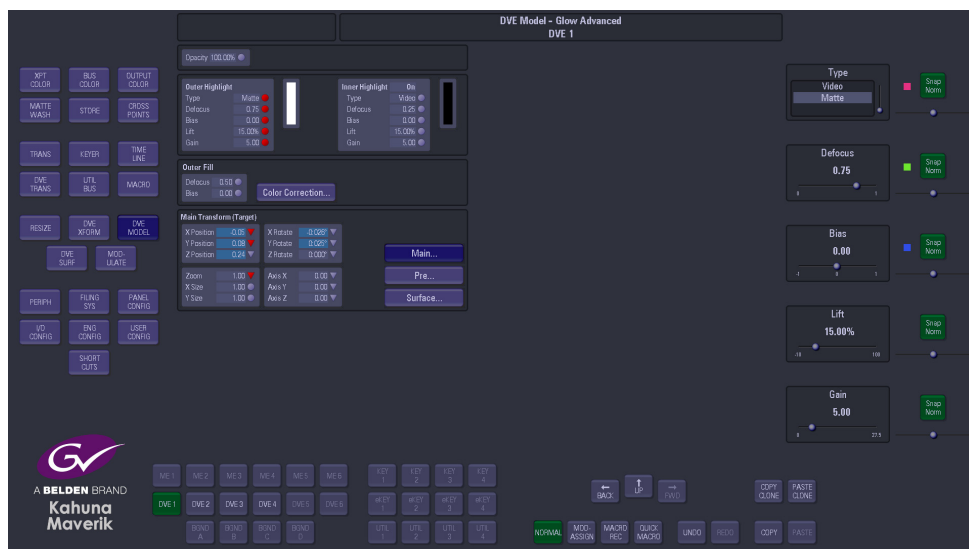 DVE Model - Glow Advanced
DVE 1
Opacity 100.00%
XPT COLOR
BUS COLOR
OUTPUT COLOR
MATTE WASH
STORE
CROSS POINTS
TRANS
KEYER
TIME LINE
DVE TRANS
UTIL BUS
MACRO
RESIZE
DVE XFORM
DVE MODEL
DVE SURF
MOD-ULATE
PERIPH
FILING SYS
PANEL CONFIG
I/O CONFIG
ENG CONFIG
USER CONFIG
SHORT CUTS
Outer Highlight
Type Matte
Defocus 0.75
Bias 0.00
Lift 15.00%
Gain 5.00
Inner Highlight On
Type Video
Defocus 0.25
Bias 0.00
Lift 15.00%
Gain 5.00
Outer Fill
Defocus 0.50
Bias 0.00
Color Correction...
Main Transform (Target)
X Position -0.05 X Rotate -0.026°
Y Position 0.08 Y Rotate 0.025°
Z Position 0.24 Z Rotate 0.000°
Zoom 1.00 Axis X 0.00
X Size 1.00 Axis Y 0.00
Y Size 1.00 Axis Z 0.00
Main...
Pre...
Surface...
Type
Video
Matte
Snap Norm
Defocus
0.75
0 1
Snap Norm
Bias
0.00
-1 0 1
Snap Norm
Lift
15.00%
-10 100
Snap Norm
Gain
5.00
0 27.5
Snap Norm
GV
A BELDEN BRAND
Kahuna
Maverik
ME 1 ME 2 ME 3 ME 4 ME 5 ME 6
DVE 1 DVE 2 DVE 3 DVE 4 DVE 5 DVE 6
BGND A BGND B BGND C BGND D
KEY 1 KEY 2 KEY 3 KEY 4
eKEY 1 eKEY 2 eKEY 3 eKEY 4
UTIL 1 UTIL 2 UTIL 3 UTIL 4
← BACK ↑ UP → FWD
NORMAL MOD-ASSIGN MACRO REC QUICK MACRO UNDO REDO
COPY CLONE PASTE CLONE
COPY PASTE